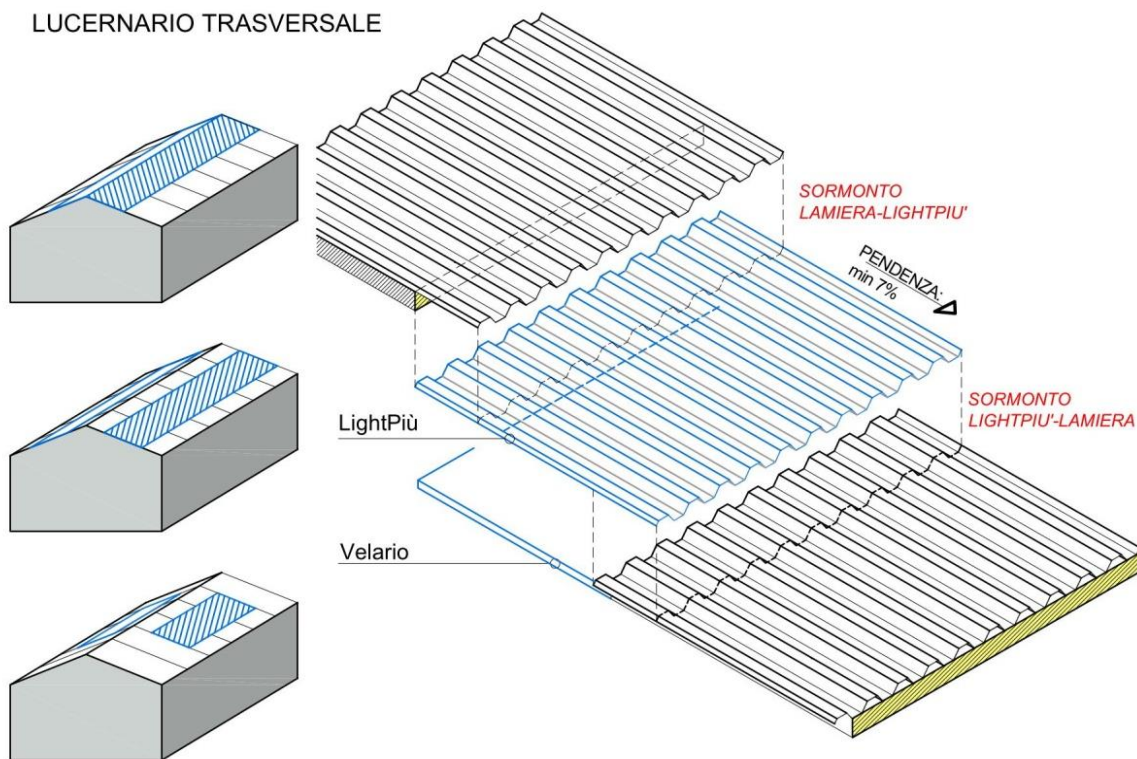 LUCERNARIO TRASVERSALE
SORMONTO
LAMIERA-LIGHTPIU'
PENDENZA:
min 7%
SORMONTO
LIGHTPIU'-LAMIERA
LightPiù
Velario